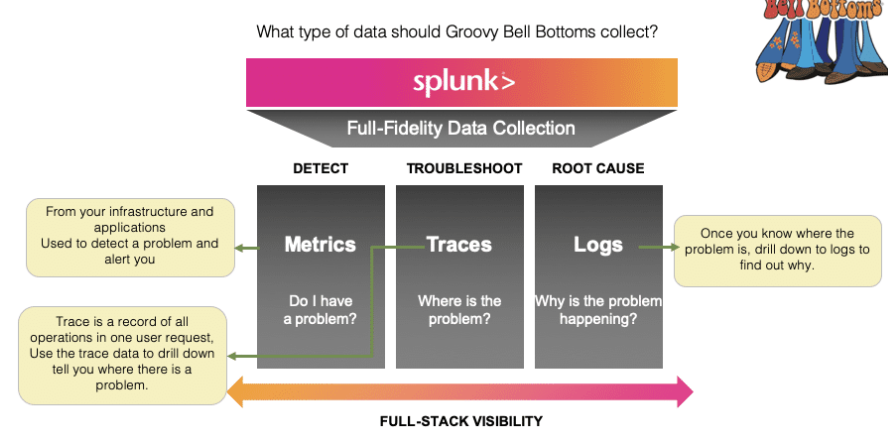 Bell Bottoms
What type of data should Groovy Bell Bottoms collect?
splunk>
Full-Fidelity Data Collection
DETECT
TROUBLESHOOT
ROOT CAUSE
From your infrastructure and
applications
Used to detect a problem and
alert you
Metrics
Do I have
a problem?
Traces
Where is the
problem?
Logs
Why is the problem
happening?
Once you know where the
problem is, drill down to logs to
find out why.
Trace is a record of all
operations in one user request,
Use the trace data to drill down
tell you where there is a
problem.
FULL-STACK VISIBILITY